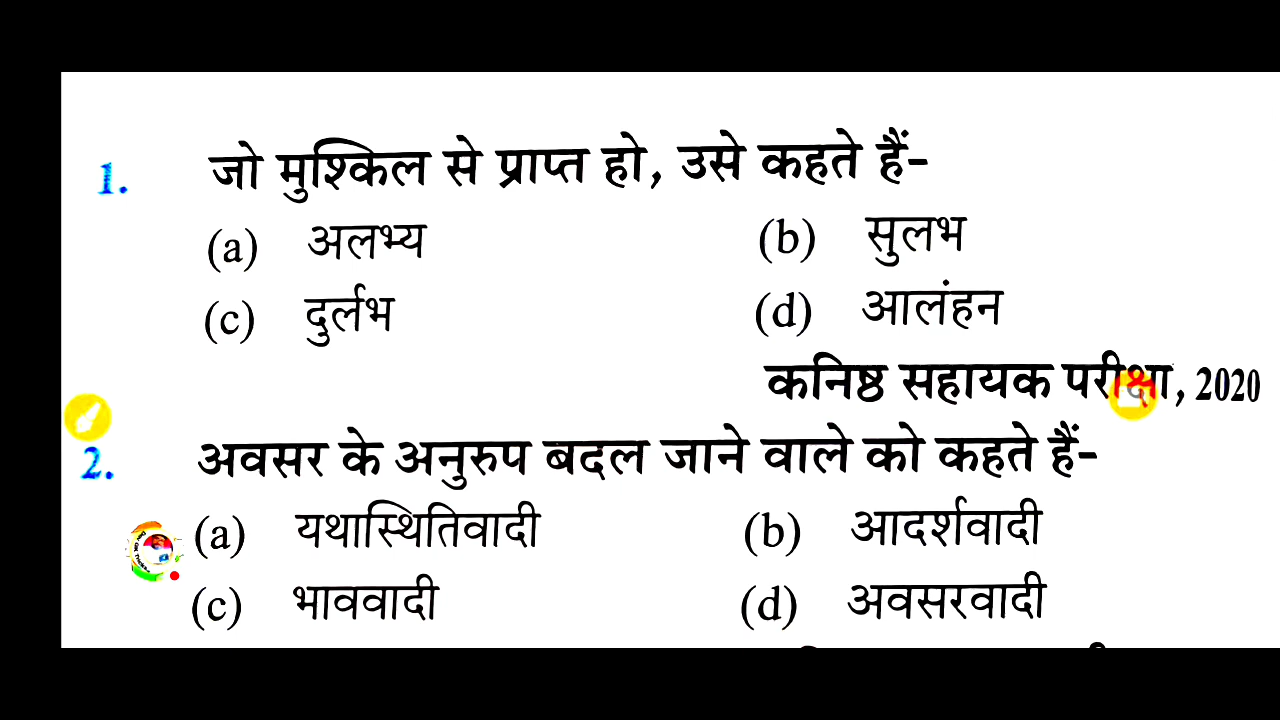 1. जो मुश्किल से प्राप्त हो, उसे कहते हैं-
(a) अलभ्य (b) सुलभ
(c) दुर्लभ (d) आलंहन
कनिष्ठ सहायक परीक्षा, 2020
2. अवसर के अनुरुप बदल जाने वाले को कहते हैं-
(a) यथास्थितिवादी (b) आदर्शवादी
(c) भाववादी (d) अवसरवादी